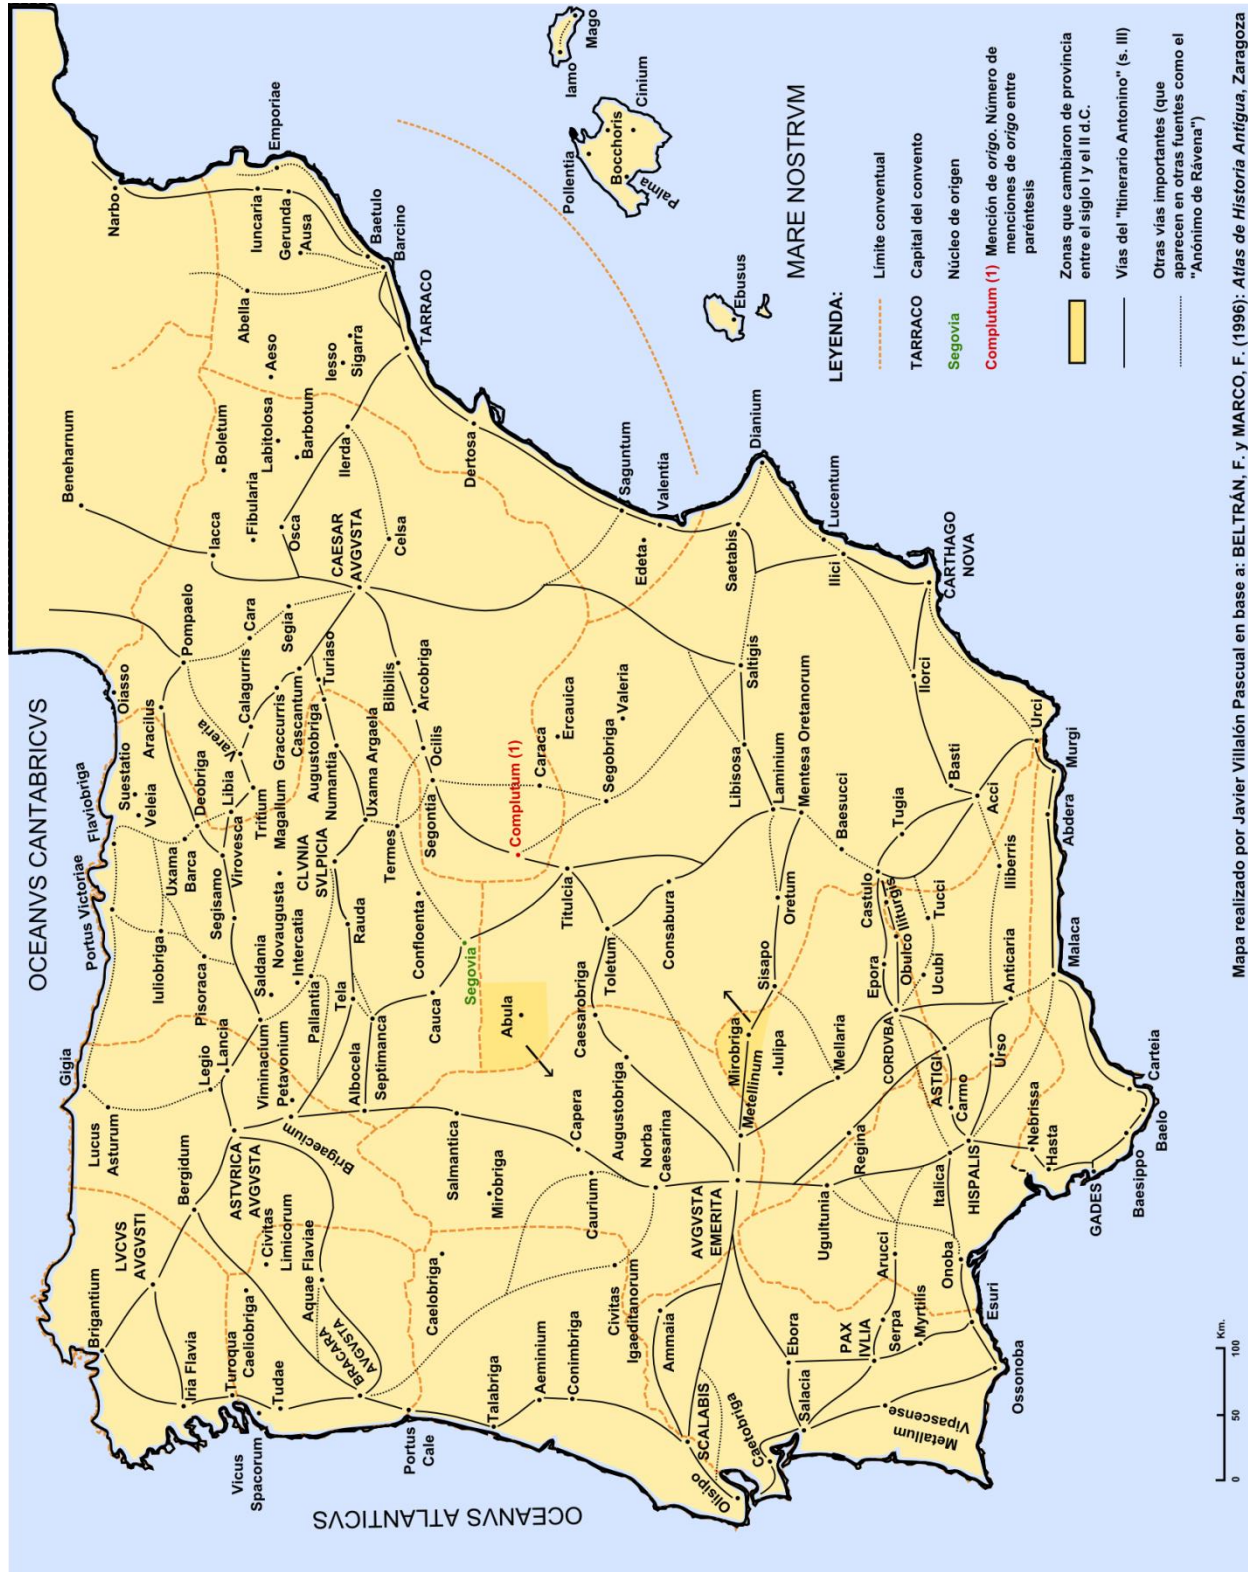 OCEANVS CANTABRICVS
Gigia
Beneharnum
Portus Victoriae
Flaviobriga
Brigantium
Lucus
Asturum
Oiasso
Narbo
Suestatio
Veleia
LVCVS
AVGVSTI
Iuliobriga
Aracilus
Uxama
Barca
Pompaelo
Bergidum
Deobriga
Iria Flavia
Pisoraca
Legio
Lancia
Vareria
Iacca
Boletum
Segisamo
Virovesca
Libia
Turoqua
Caeliobriga
ASTVRICA
AVGVSTA
Calagurris
Cara
Fibularia
Abella
Emporiae
Vicus
Spacorum
Civitas
Limicorum
Viminacium
Petavonium
Saldania
Tritium
Magallum
Graccurris
Cascantum
Labitolosa
Aeso
Iuncaria
Gerunda
Ausa
Tudae
Novaugusta
Intercatia
Segia
Osca
Barbotum
Aquae Flaviae
Brigaecium
Pallantia
CLVNIA
SVLPICIA
Augustobriga
Numantia
Turiaso
Iesso
Sigarra
BRACARA
AVGVSTA
Albocela
Septimanca
Tela
Rauda
Uxama Argaela
CAESAR
AVGVSTA
Ilerda
Baetulo
Barcino
Portus
Cale
Caelobriga
Cauca
Confloenta
Termes
Segontia
Ocilis
Bilbilis
Arcobriga
Celsa
TARRACO
Salmantica
Segovia
Dertosa
Talabriga
Mirobriga
Abula
Complutum (1)
Aeminium
Conimbriga
Capera
Caurium
Caesarobriga
Toletum
Titulcia
Caraca
Ercauica
OCEANVS ATLANTICVS
Civitas
Igaeditanorum
Augustobriga
Segobriga
Valeria
Saguntum
Valentia
Edeta
Norba
Caesarina
Consabura
Ammaia
SCALABIS
AVGVSTA
EMERITA
Mirobriga
Metellinum
Iulipa
Sisapo
Oretum
Libisosa
Laminium
Mentesa Oretanorum
Saltigis
Saetabis
Dianium
Olisipo
Caetobriga
Salacia
Ebora
Ugultunia
Regina
Mellaria
Baesucci
Ilici
Lucentum
PAX
IVLIA
Serpa
Arucci
Epora
Obulco
Castulo
Iliturgis
Tugia
Ilorci
Metallum
Vipascense
Myrtilis
Italica
HISPALIS
ASTIGI
Carmo
CORDVBA
Ucubi
Tucci
Basti
Acci
CARTHAGO
NOVA
Onoba
Esuri
Urso
Anticaria
Iliberris
Urci
Ossonoba
Nebrissa
Hasta
Malaca
Abdera
Murgi
GADES
Baesippo
Baelo
Carteia
Iamo
Mago
Pollentia
Bocchoris
Cinium
Palma
Ebusus
MARE NOSTRVM
LEYENDA:
Límite conventual
TARRACO Capital del convento
Segovia Núcleo de origen
Complutum (1) Mención de origo. Número de
menciones de origo entre
paréntesis
Zonas que cambiaron de provincia
entre el siglo I y el II d.C.
Vías del "Itinerario Antonino" (s. III)
Otras vías importantes (que
aparecen en otras fuentes como el
"Anónimo de Rávena")
0 50 100
Km.
Mapa realizado por Javier Villalón Pascual en base a: BELTRÁN, F. y MARCO, F. (1996): Atlas de Historia Antigua, Zaragoza